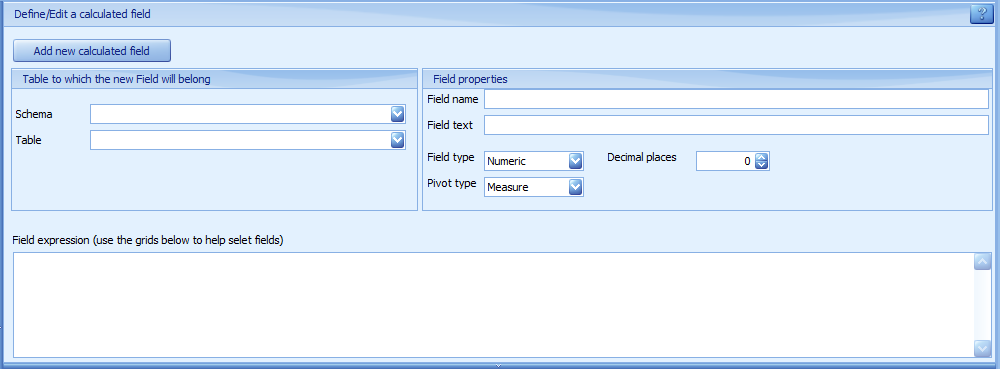 Define/Edit a calculated field
?
Add new calculated field
Table to which the new Field will belong
Schema
Table
Field properties
Field name
Field text
Field type Numeric Decimal places 0
Pivot type Measure
Field expression (use the grids below to help selet fields)